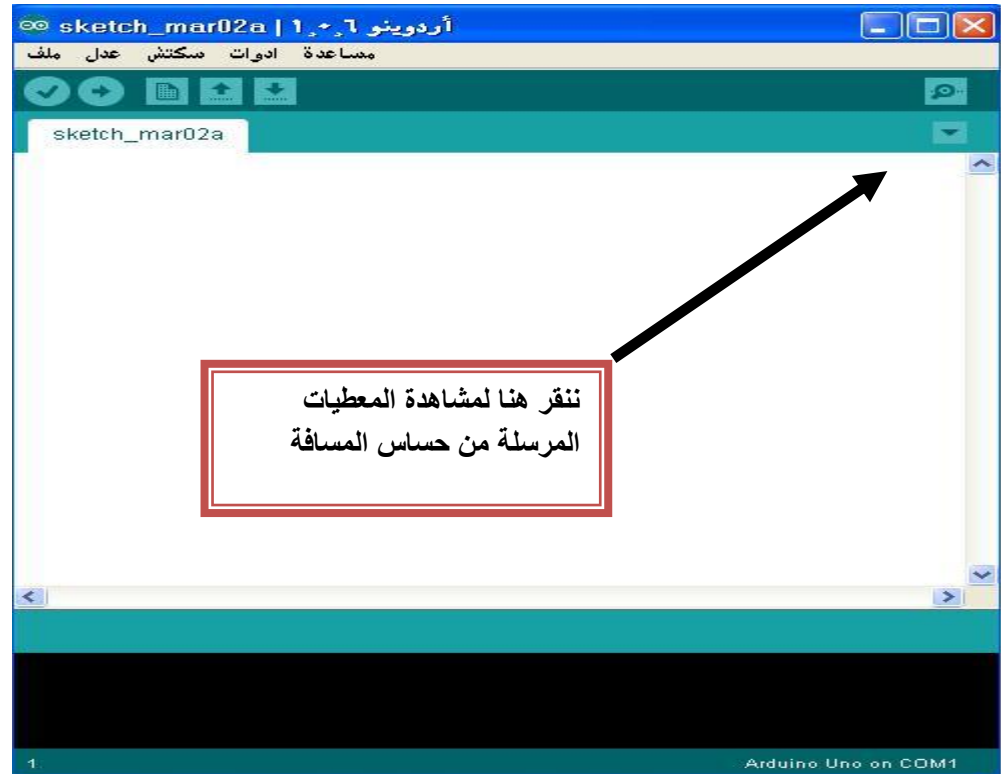 sketch_mar02a | أردوينو ١٫٠٫٦
ملف عدل سكتش ادوات مساعدة
sketch_mar02a
ننقر هنا لمشاهدة المعطيات
المرسلة من حساس المسافة
1
Arduino Uno on COM1